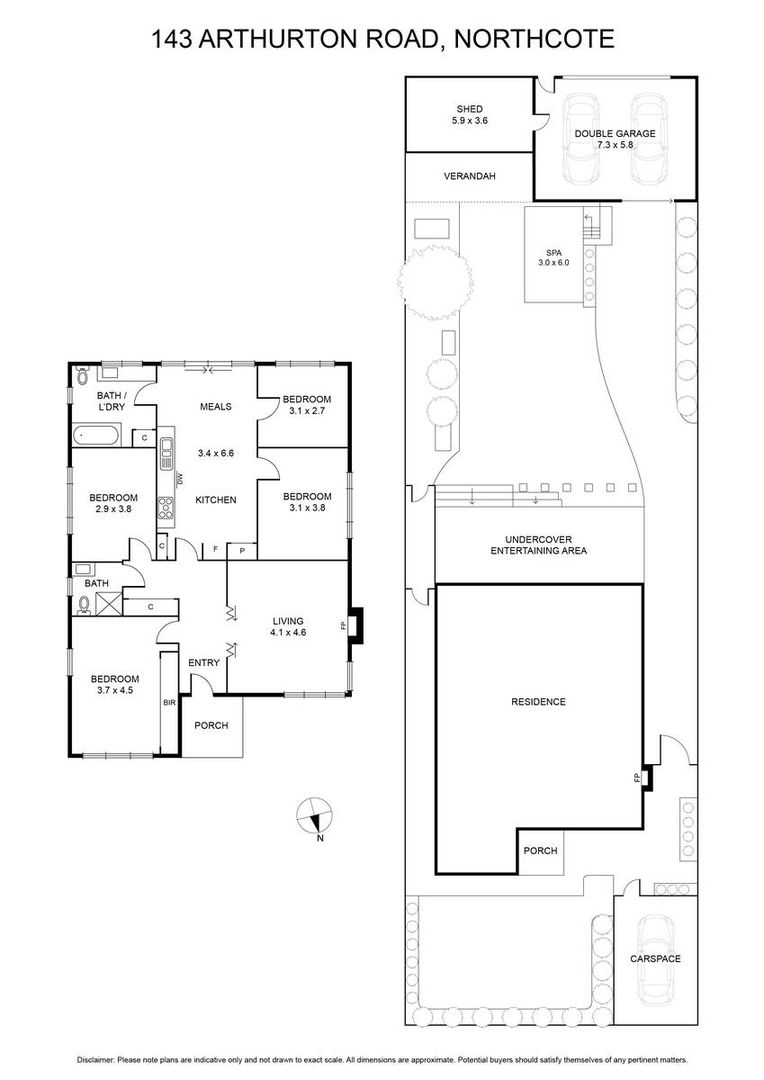 143 ARTHURTON ROAD, NORTHCOTE
SHED
5.9 x 3.6
DOUBLE GARAGE
7.3 x 5.8
VERANDAH
SPA
3.0 x 6.0
BATH /
L'DRY
C
MEALS
3.4 x 6.6
KITCHEN
DW
BEDROOM
3.1 x 2.7
BEDROOM
2.9 x 3.8
BEDROOM
3.1 x 3.8
C
F
P
BATH
C
LIVING
4.1 x 4.6
FP
ENTRY
BEDROOM
3.7 x 4.5
BIR
PORCH
N
UNDERCOVER
ENTERTAINING AREA
RESIDENCE
FP
PORCH
CARSPACE
Disclaimer: Please note plans are indicative only and not drawn to exact scale. All dimensions are approximate. Potential buyers should satisfy themselves of any pertinent matters.